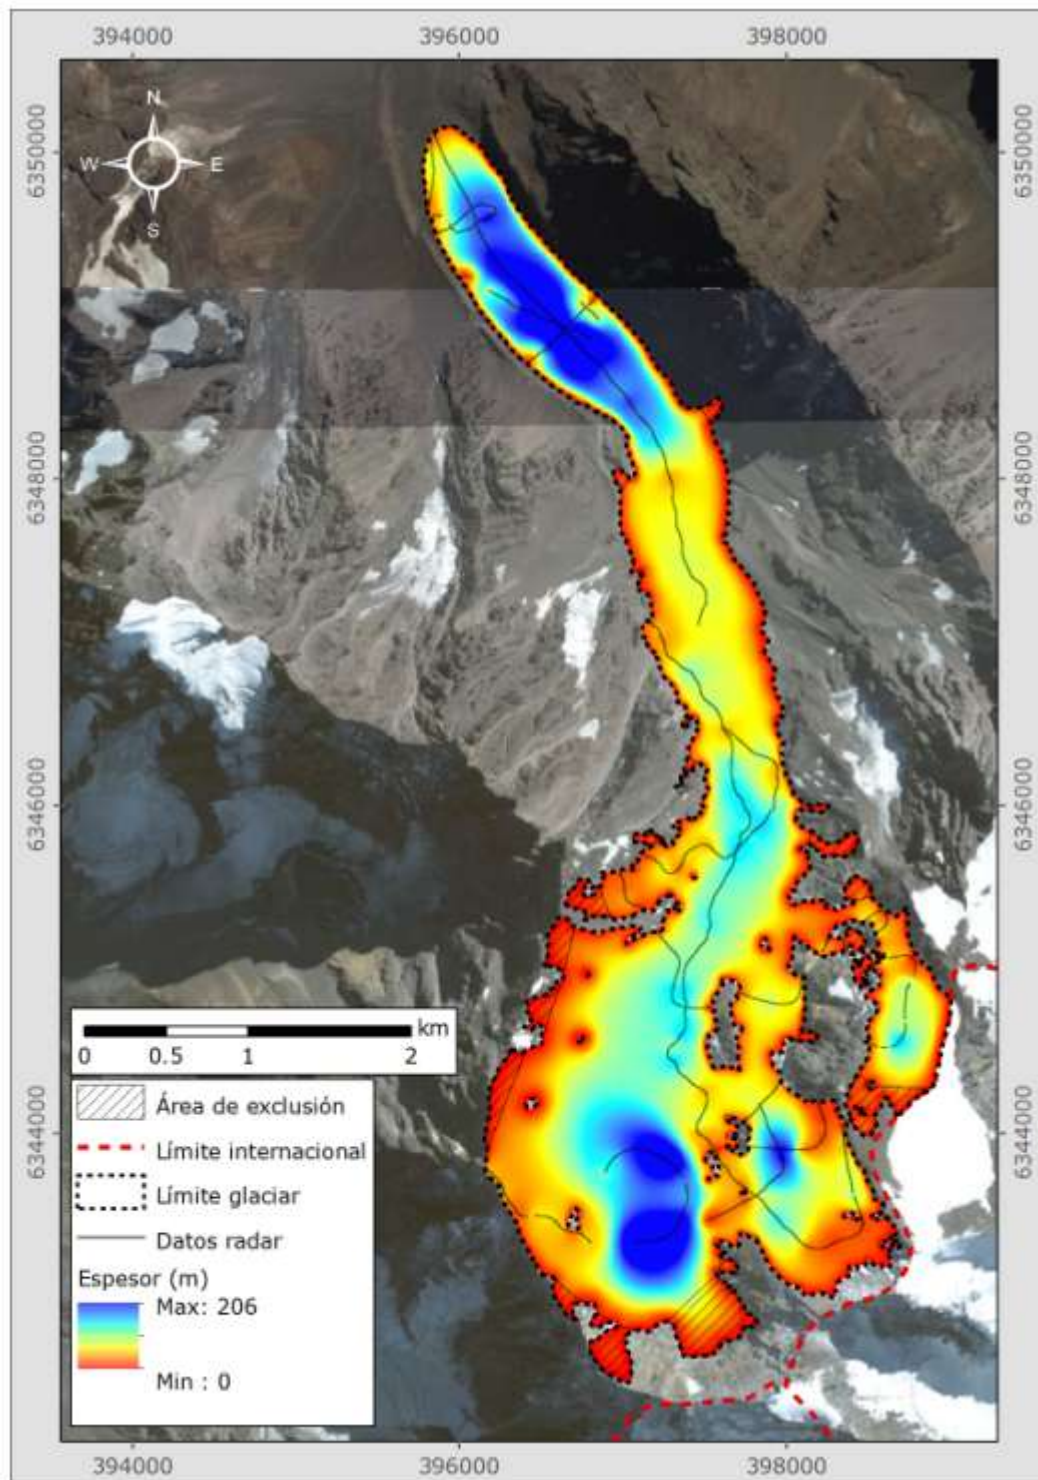 394000 396000 398000
N
W E
S
6350000 6350000
6348000 6348000
6346000 6346000
6344000 6344000
km
0 0.5 1 2
Área de exclusión
Límite internacional
Límite glaciar
Datos radar
Espesor (m)
Max: 206
Min : 0
394000 396000 398000